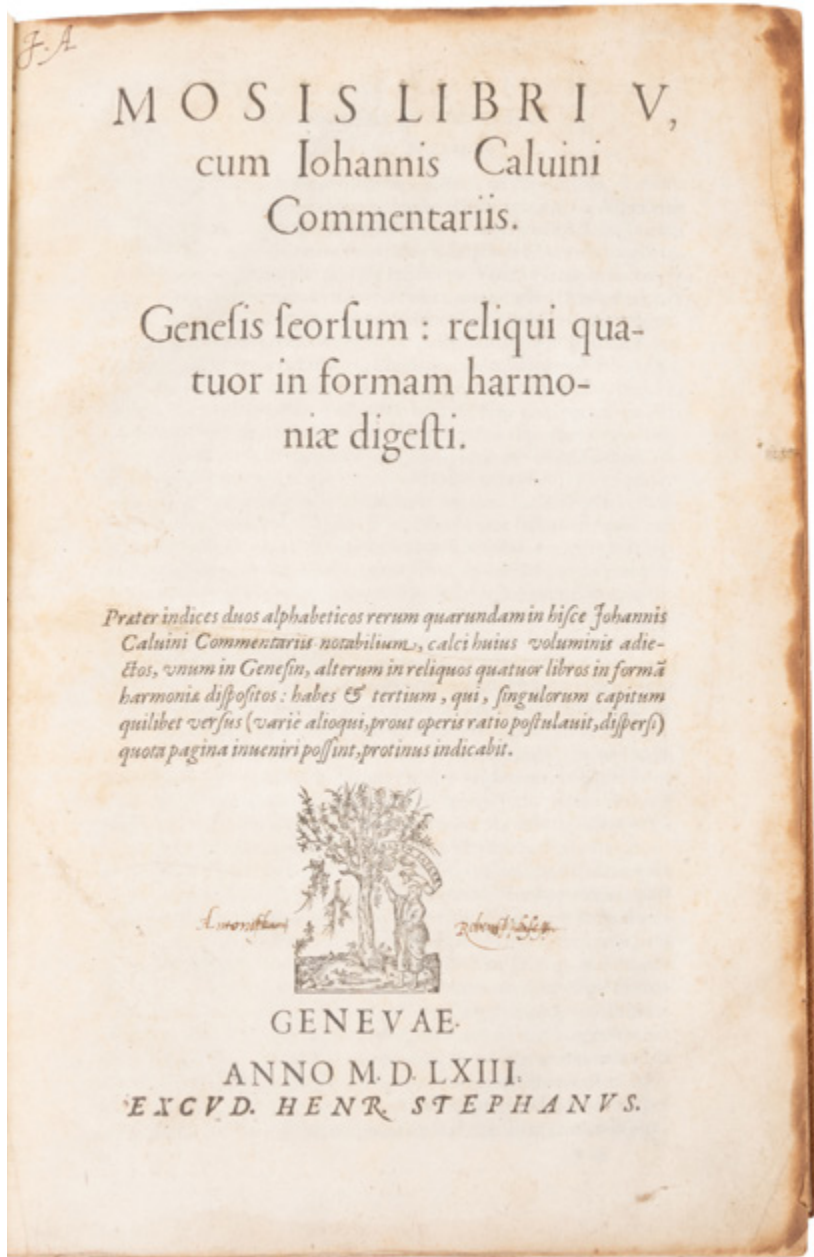 J. A
MOSIS LIBRI V,
cum Iohannis Caluini
Commentariis.
Geneſis ſeorſum : reliqui qua-
tuor in formam harmo-
niæ digeſti.
Præter indices duos alphabeticos rerum quarundam in hiſce Johannis
Caluini Commentariis notabilium, calci huius voluminis adie-
ctos, vnum in Geneſin, alterum in reliquos quatuor libros in formā
harmoniæ diſpoſitos : habes & tertium, qui, ſingulorum capitum
quilibet verſus (variè alioqui, prout operis ratio poſtulauit, diſperſi)
quota pagina inueniri poſſint, protinus indicabit.
GENEVAE.
ANNO M. D. LXIII.
EXCVD. HENR. STEPHANVS.